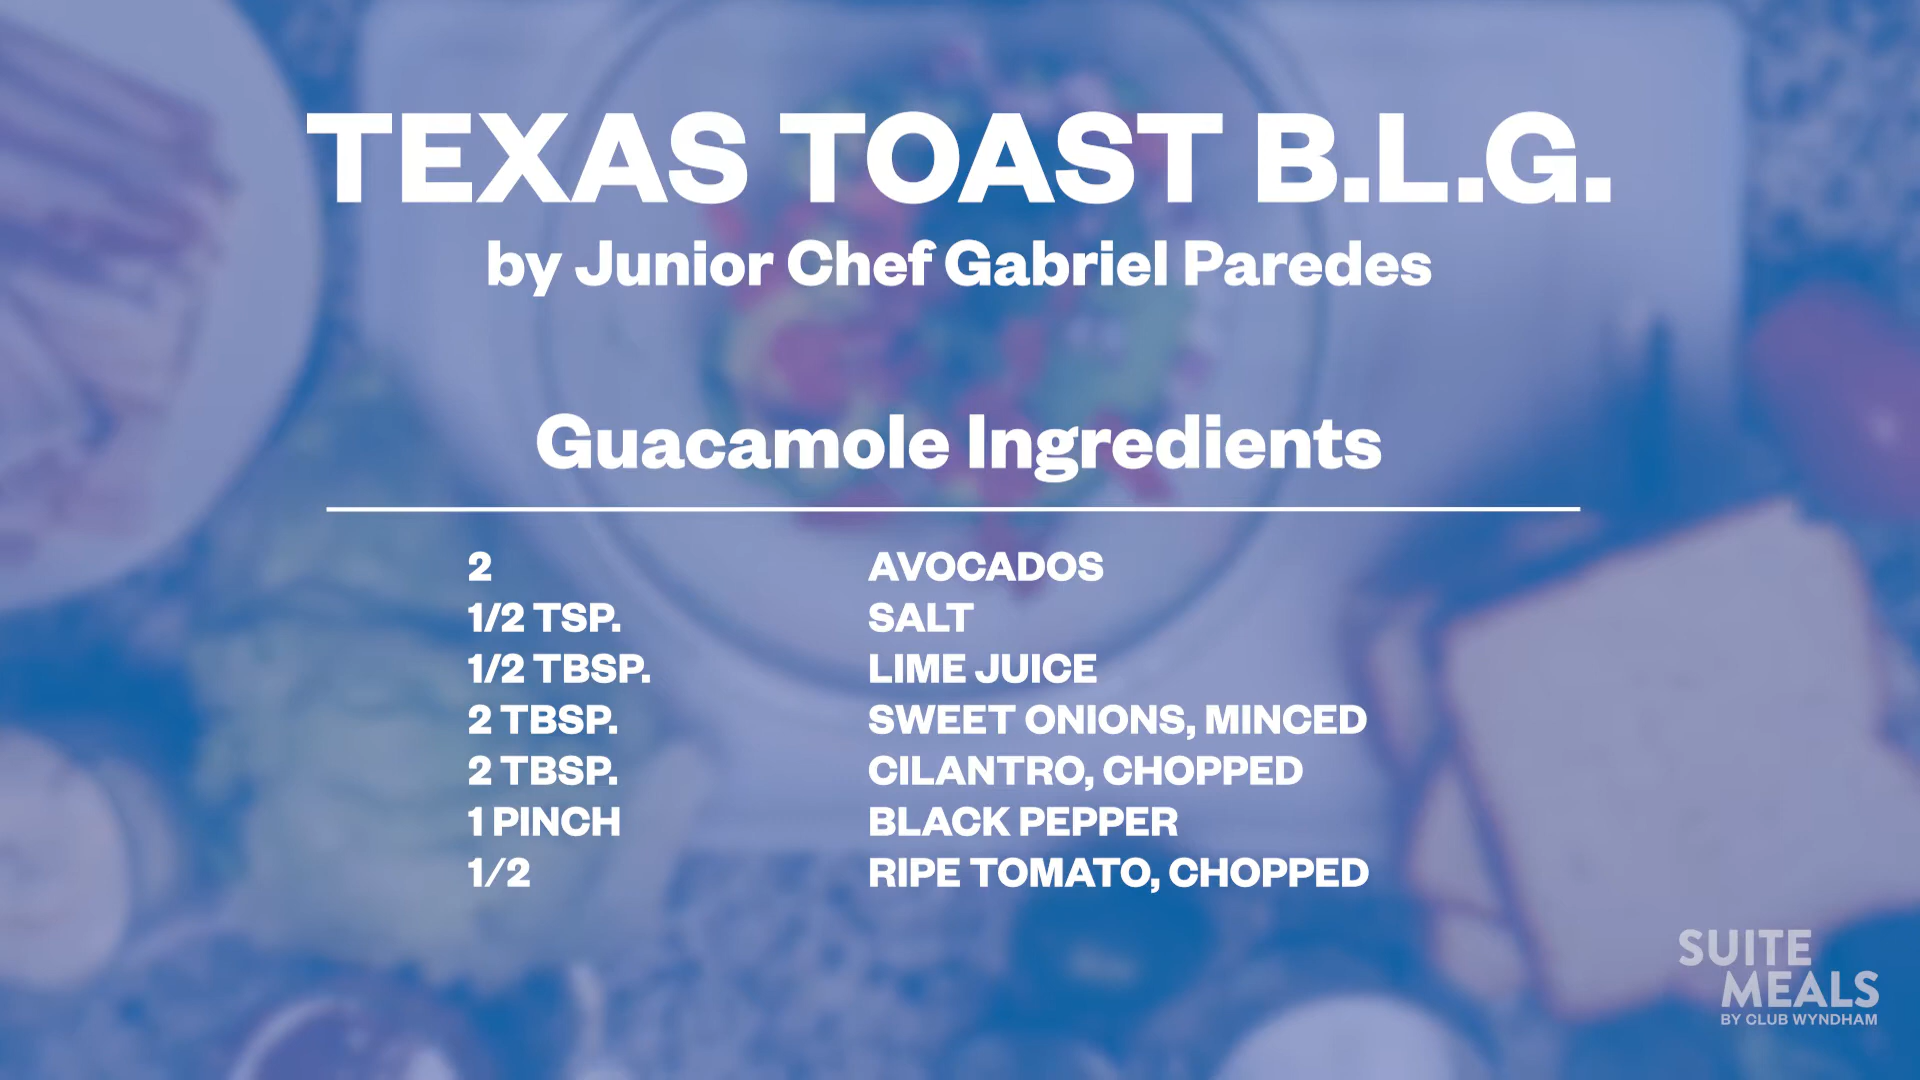 TEXAS TOAST B.L.G.
by Junior Chef Gabriel Paredes
Guacamole Ingredients
2 AVOCADOS
1/2 TSP. SALT
1/2 TBSP. LIME JUICE
2 TBSP. SWEET ONIONS, MINCED
2 TBSP. CILANTRO, CHOPPED
1 PINCH BLACK PEPPER
1/2 RIPE TOMATO, CHOPPED
SUITE
MEALS
BY CLUB WYNDHAM